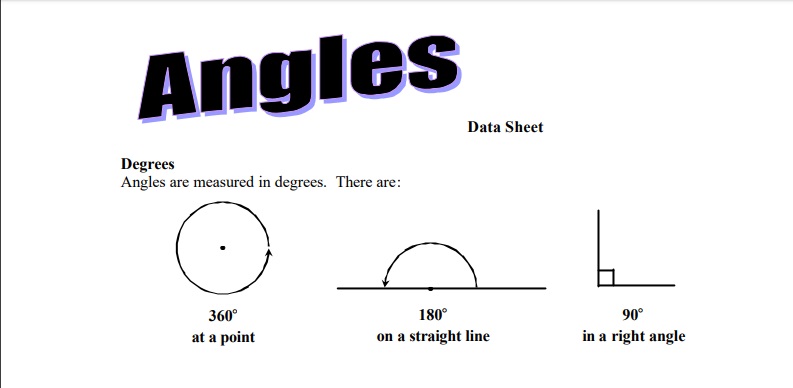 Angles
Data Sheet
Degrees
Angles are measured in degrees. There are:
360° 180° 90°
at a point on a straight line in a right angle